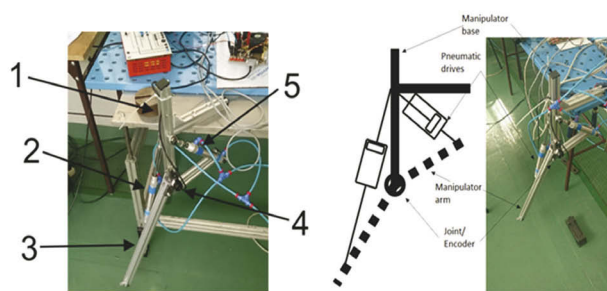 1
5
2
4
3
Manipulator
base
Pneumatic
drives
Manipulator
arm
Joint/
Encoder